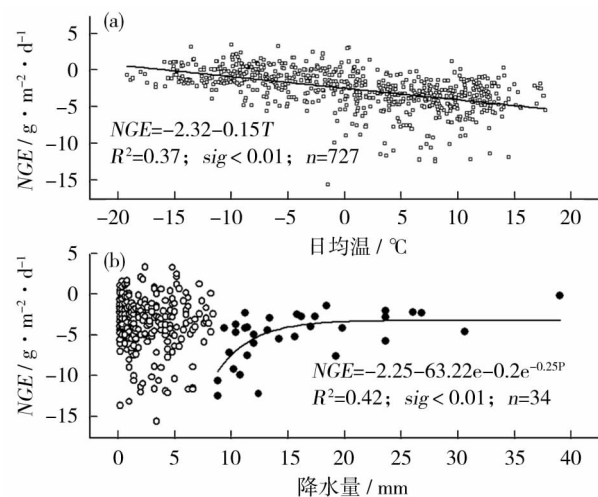 (a)
0
−5
−10
−15
NGE / g·m⁻²·d⁻¹
NGE=−2.32−0.15T
R²=0.37；sig<0.01；n=727
−20 −15 −10 −5 0 5 10 15 20
日均温 / ℃
(b)
5
0
−5
−10
−15
NGE / g·m⁻²·d⁻¹
NGE=−2.25−63.22e−0.2e⁻⁰·²⁵ᴾ
R²=0.42；sig<0.01；n=34
0 5 10 15 20 25 30 35 40
降水量 / mm